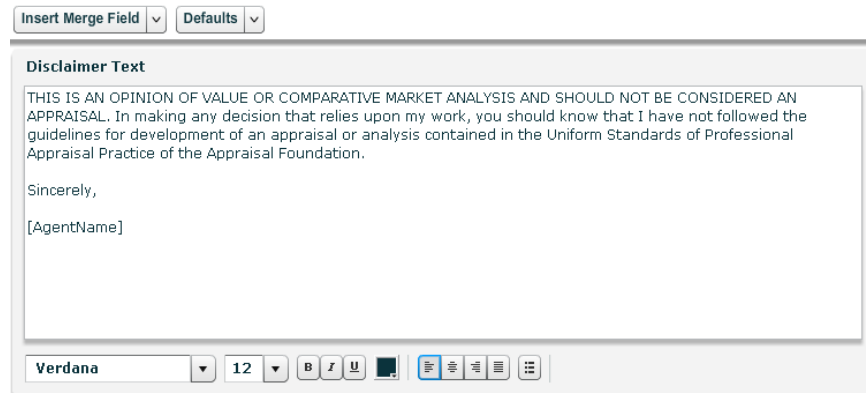 Insert Merge Field Defaults
Disclaimer Text
THIS IS AN OPINION OF VALUE OR COMPARATIVE MARKET ANALYSIS AND SHOULD NOT BE CONSIDERED AN
APPRAISAL. In making any decision that relies upon my work, you should know that I have not followed the
guidelines for development of an appraisal or analysis contained in the Uniform Standards of Professional
Appraisal Practice of the Appraisal Foundation.
Sincerely,
[AgentName]
Verdana 12 B I U